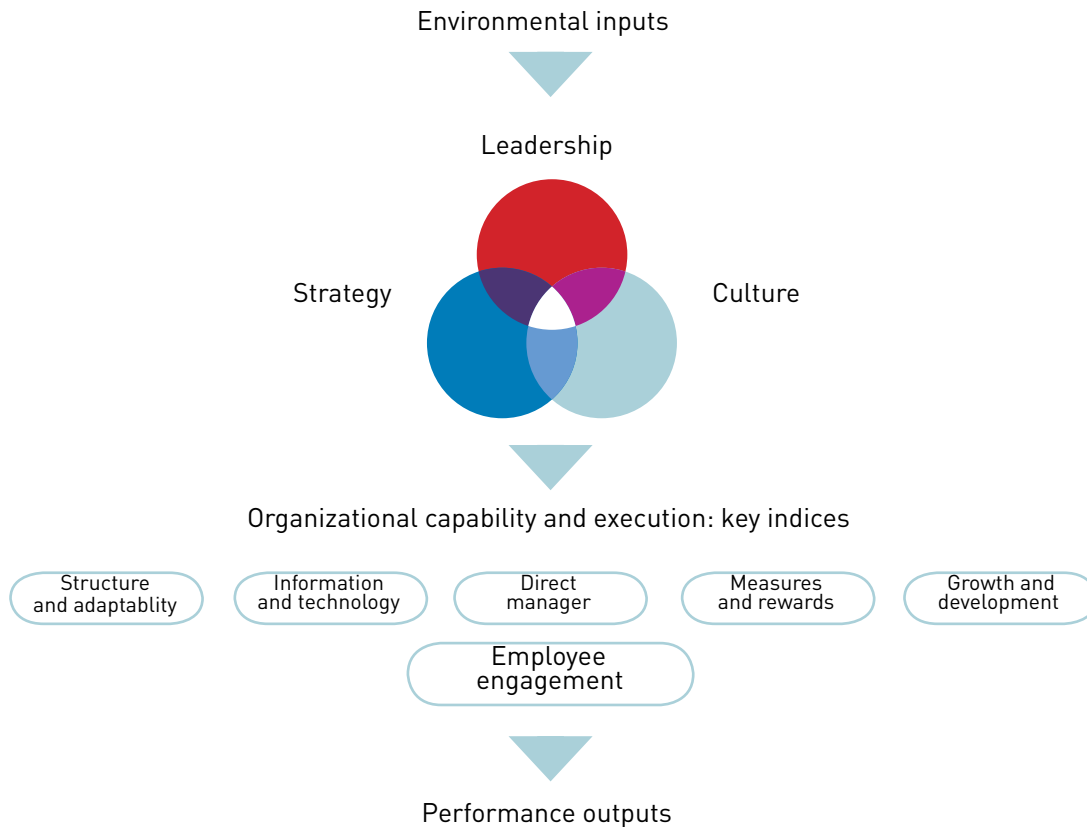 Environmental inputs
Leadership
Strategy
Culture
Organizational capability and execution: key indices
Structure
and adaptablity
Information
and technology
Direct
manager
Measures
and rewards
Growth and
development
Employee
engagement
Performance outputs